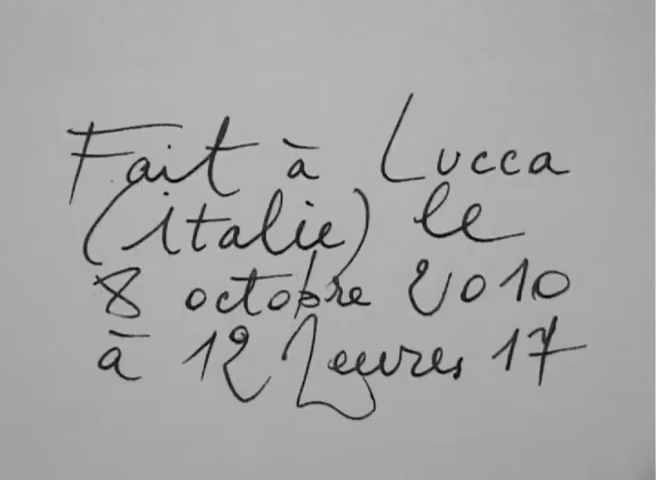 Fait à Lucca
(italie) le
8 octobre 2010
à 12 heures 17